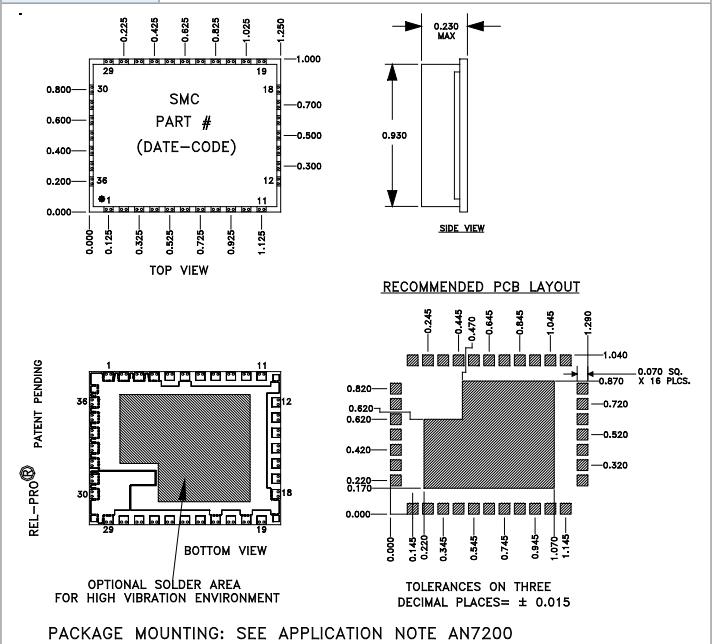 0.225 0.425 0.625 0.825 1.025 1.250
29 19 1.000
0.800 30 18
0.700
0.600
0.500
0.400
0.300
0.200 36 12
0.000 1 11
SMC
PART #
(DATE-CODE)
0.000 0.125 0.325 0.525 0.725 0.925 1.125
TOP VIEW
0.230
MAX
0.930
SIDE VIEW
RECOMMENDED PCB LAYOUT
0.245 0.445 0.470 0.645 0.845 1.045 1.290
1.040
0.070 SQ.
X 16 PLCS.
0.870
0.820
0.720
0.620
0.620
0.520
0.420
0.320
0.220
0.170
0.000
0.000 0.145 0.220 0.345 0.545 0.745 0.945 1.070 1.145
TOLERANCES ON THREE
DECIMAL PLACES= ± 0.015
1 11
36 12
30 18
29 19
REL-PRO® PATENT PENDING
BOTTOM VIEW
OPTIONAL SOLDER AREA
FOR HIGH VIBRATION ENVIRONMENT
PACKAGE MOUNTING: SEE APPLICATION NOTE AN7200